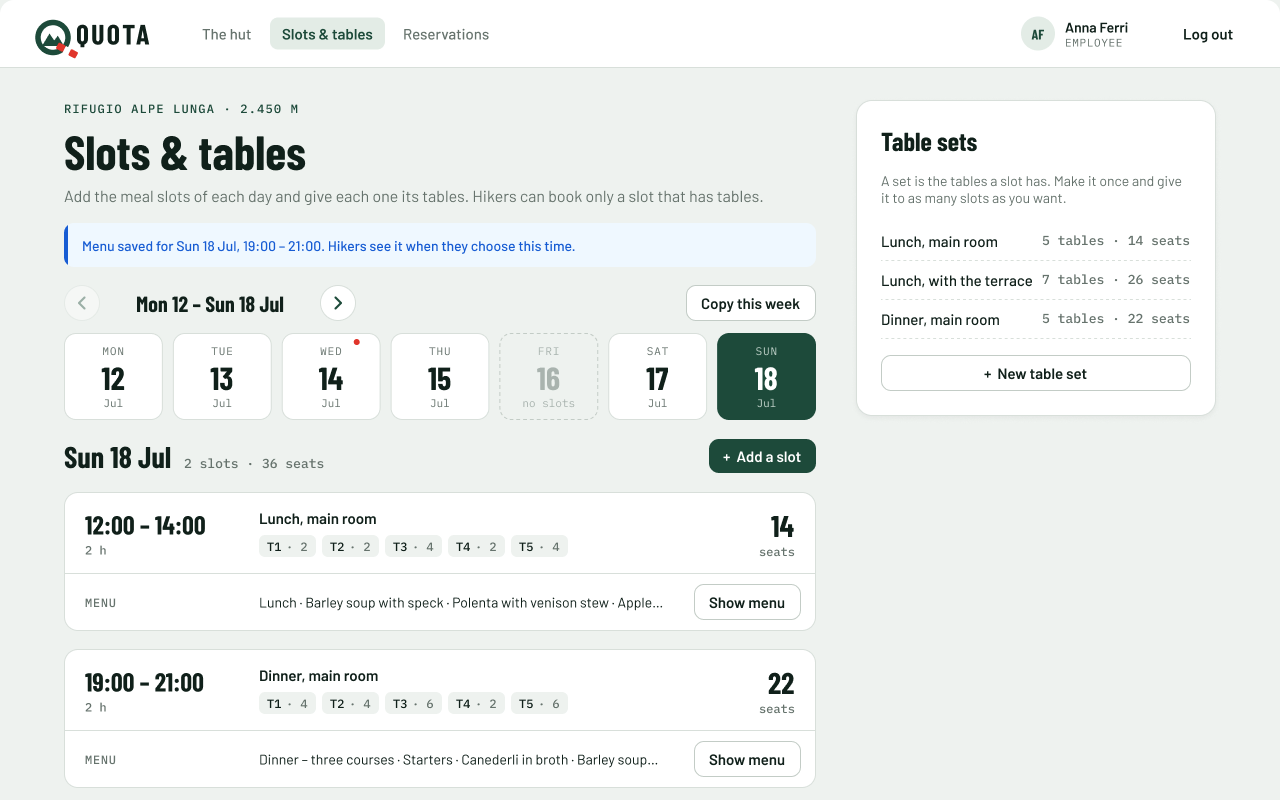 QUOTA
The hut
Slots & tables
Reservations
AF
Anna Ferri
EMPLOYEE
Log out
RIFUGIO ALPE LUNGA · 2.450 M
Slots & tables
Add the meal slots of each day and give each one its tables. Hikers can book only a slot that has tables.
Menu saved for Sun 18 Jul, 19:00 – 21:00. Hikers see it when they choose this time.
Mon 12 – Sun 18 Jul
Copy this week
MON
12
Jul
TUE
13
Jul
WED
14
Jul
THU
15
Jul
FRI
16
no slots
SAT
17
Jul
SUN
18
Jul
Sun 18 Jul
2 slots · 36 seats
+ Add a slot
12:00 – 14:00
2 h
Lunch, main room
T1 · 2
T2 · 2
T3 · 4
T4 · 2
T5 · 4
14
seats
MENU
Lunch · Barley soup with speck · Polenta with venison stew · Apple...
Show menu
19:00 – 21:00
2 h
Dinner, main room
T1 · 4
T2 · 4
T3 · 6
T4 · 2
T5 · 6
22
seats
MENU
Dinner – three courses · Starters · Canederli in broth · Barley soup...
Show menu
Table sets
A set is the tables a slot has. Make it once and give
it to as many slots as you want.
Lunch, main room
5 tables · 14 seats
Lunch, with the terrace
7 tables · 26 seats
Dinner, main room
5 tables · 22 seats
+ New table set